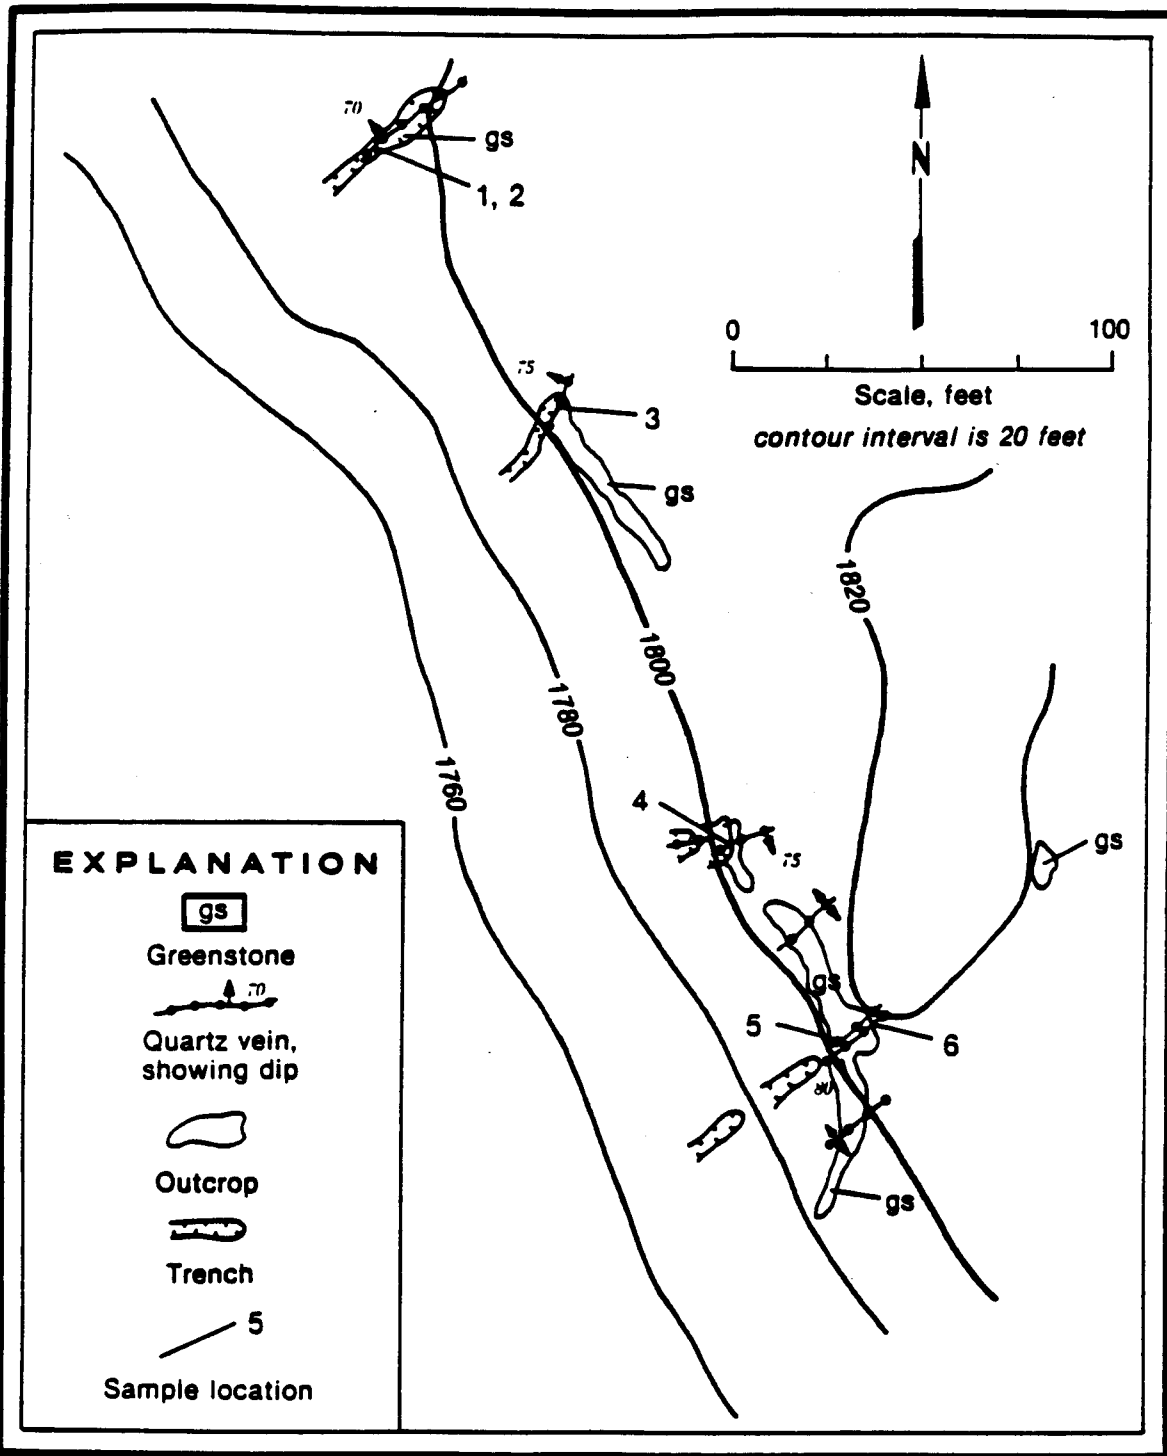 70
gs
1, 2
N
0 100
Scale, feet
contour interval is 20 feet
75
3
gs
1820
1800
1780
1760
4
75
gs
gs
5
6
80
gs
EXPLANATION
gs
Greenstone
70
Quartz vein,
showing dip
Outcrop
Trench
5
Sample location